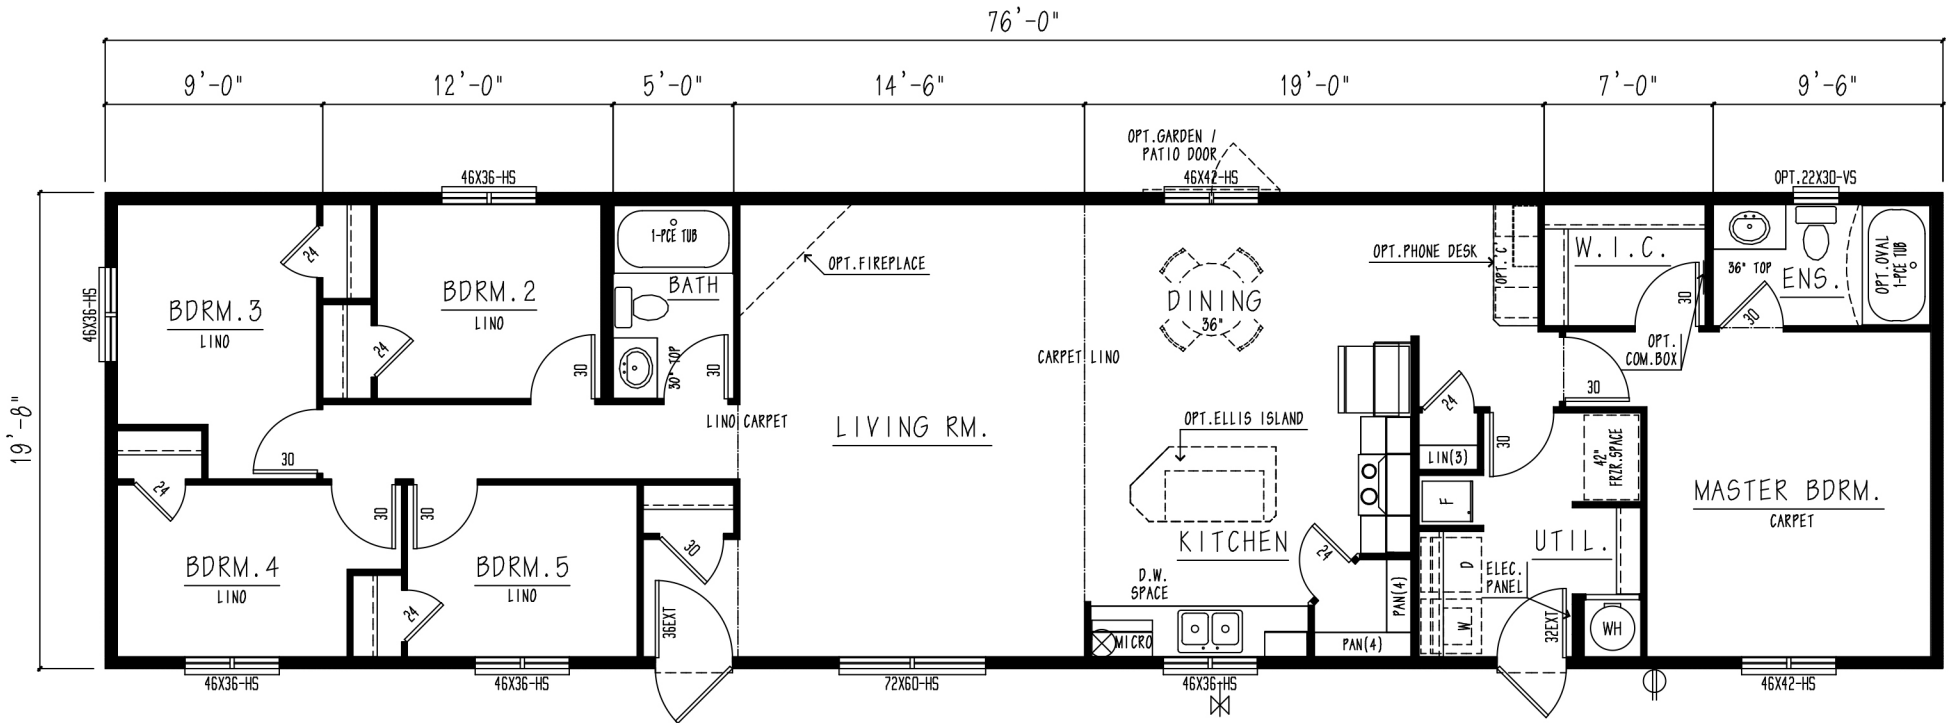 76'-0"
9'-0"
12'-0"
5'-0"
14'-6"
19'-0"
7'-0"
9'-6"
OPT.GARDEN /
PATIO DOOR
46X36-HS
46X42-HS
OPT.22X30-VS
19'-8"
46X36-HS
24
BDRM.3
LINO
30
24
BDRM.2
LINO
30
1-PCE TUB
BATH
30" TOP
30
OPT.FIREPLACE
LINO CARPET
LIVING RM.
CARPET LINO
DINING
36"
OPT.PHONE DESK
OPT.C
W.I.C.
30
OPT.
COM.BOX
30
36" TOP
ENS.
30
OPT.OVAL
1-PCE TUB
24
BDRM.4
LINO
30
30
BDRM.5
LINO
24
30
36EXT
OPT.ELLIS ISLAND
KITCHEN
D.W.
SPACE
MICRO
24
PAN(4)
PAN(4)
24
LIN(3)
30
42"
FRZR.SPACE
F
UTIL.
D
W
ELEC.
PANEL
32EXT
WH
MASTER BDRM.
CARPET
46X36-HS
46X36-HS
72X60-HS
46X36-HS
46X42-HS